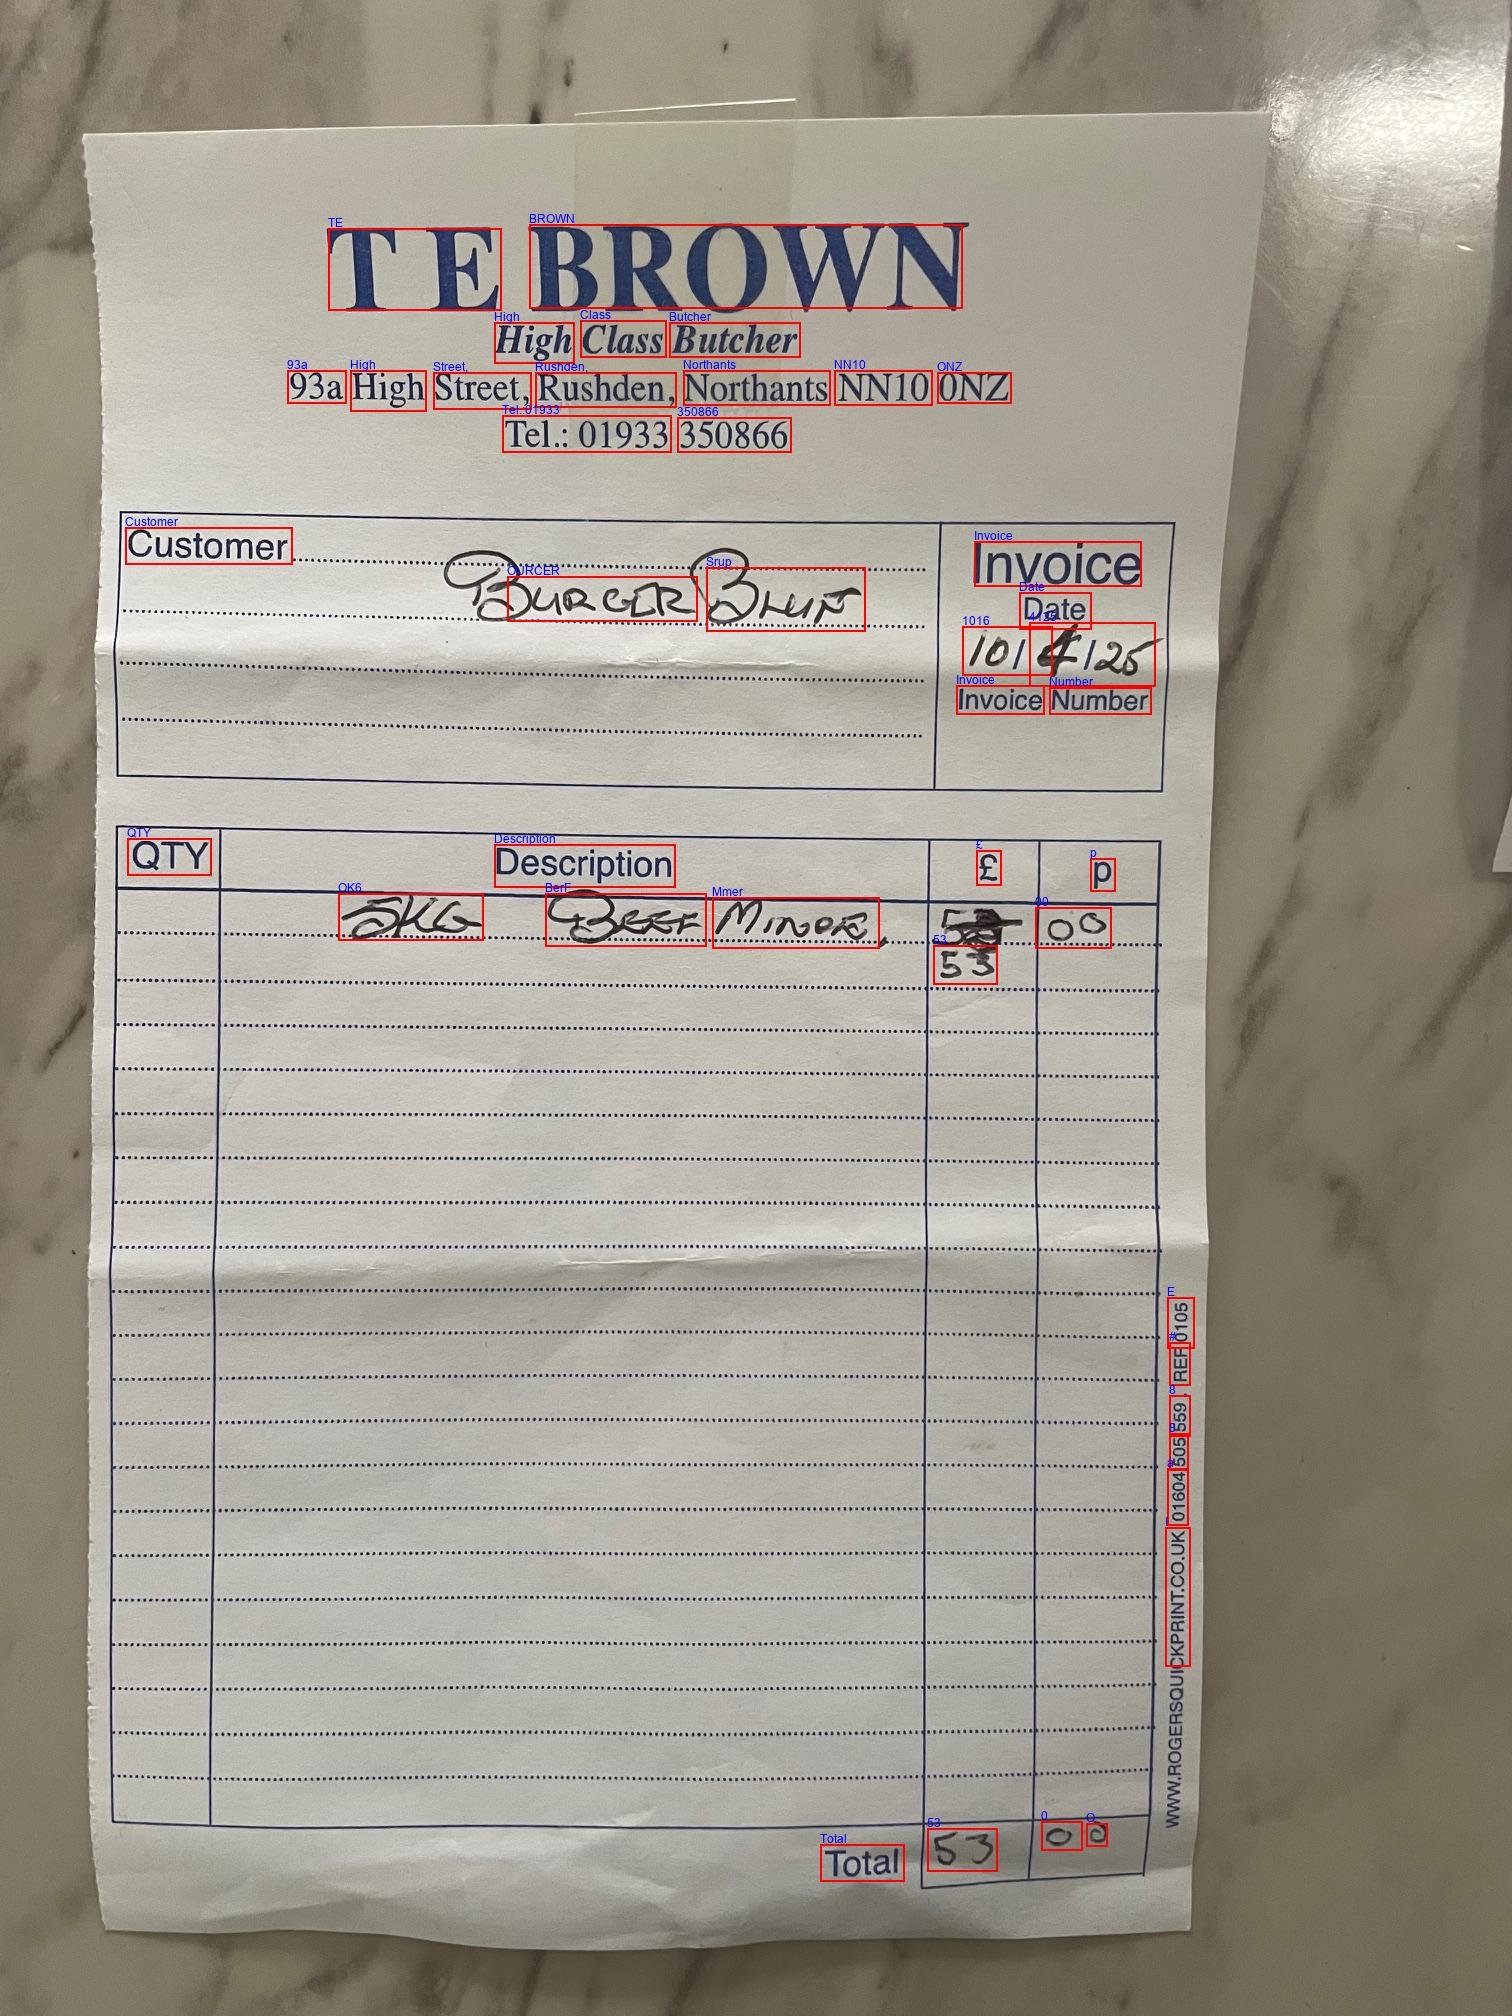 T E BROWN
High Class Butcher
93a High Street, Rushden, Northants NN10 0NZ
Tel.: 01933 350866
Customer
BURGER
Invoice
Date
10/4/25
Invoice Number
QTY Description £ p
5KG BEEF MINCE. 00
53
Total 53 00
WWW.ROGERSQUICKPRINT.CO.UK 01604 505 559 . REF 0105